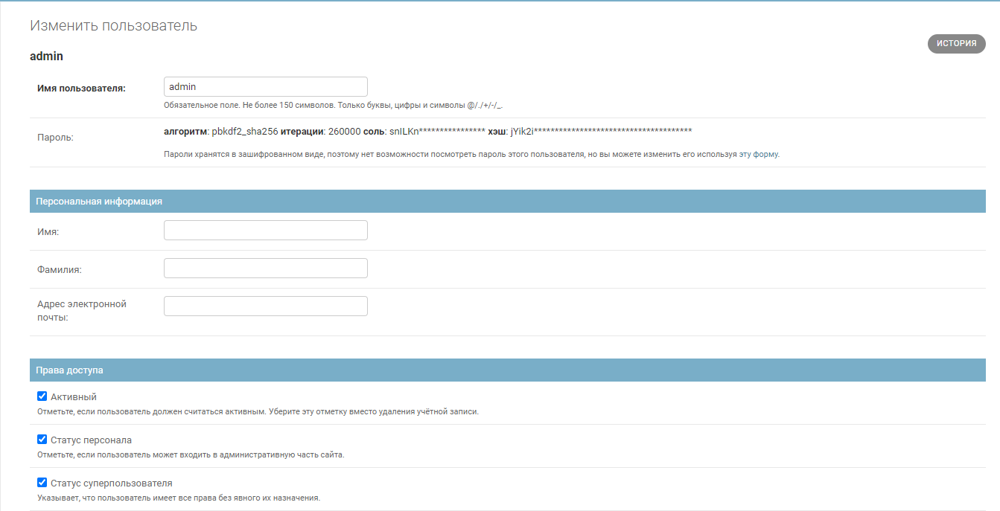 Изменить пользователь
ИСТОРИЯ
admin
Имя пользователя: admin
Обязательное поле. Не более 150 символов. Только буквы, цифры и символы @/./+/-/_.
Пароль: алгоритм: pbkdf2_sha256 итерации: 260000 соль: snILKn**************** хэш: jYik2i**************************************
Пароли хранятся в зашифрованном виде, поэтому нет возможности посмотреть пароль этого пользователя, но вы можете изменить его используя эту форму.
Персональная информация
Имя:
Фамилия:
Адрес электронной
почты:
Права доступа
Активный
Отметьте, если пользователь должен считаться активным. Уберите эту отметку вместо удаления учётной записи.
Статус персонала
Отметьте, если пользователь может входить в административную часть сайта.
Статус суперпользователя
Указывает, что пользователь имеет все права без явного их назначения.